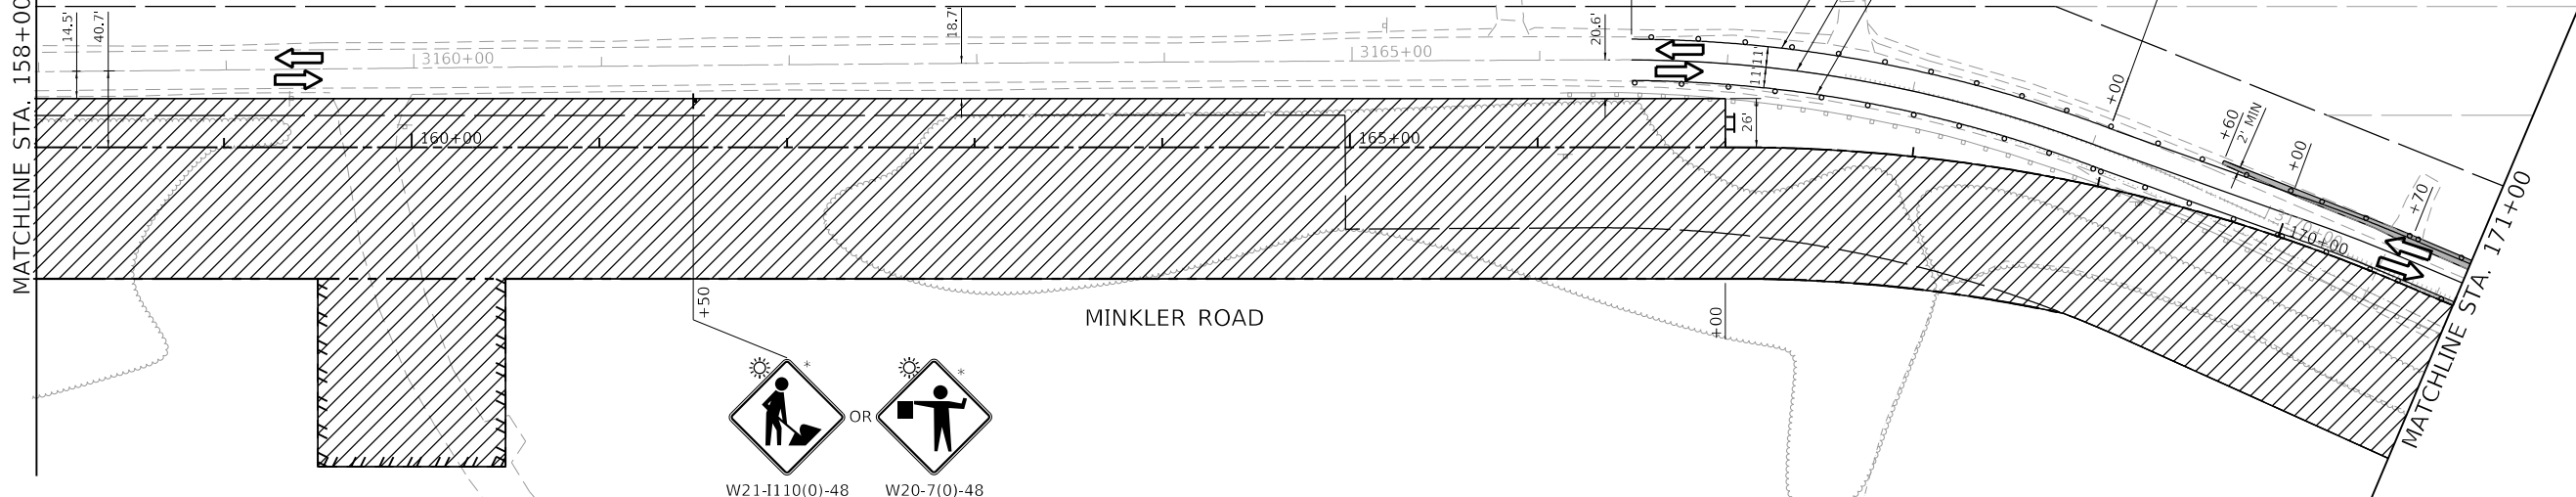 MATCHLINE STA. 158+00
14.5'
40.7'
3160+00
18.7'
3165+00
20.6'
11'
11'
+00
+60
2' MIN
+00
+70
26'
160+00
165+00
170+00
MATCHLINE STA. 171+00
+50
MINKLER ROAD
+00
*
*
OR
W21-I110(0)-48
W20-7(0)-48